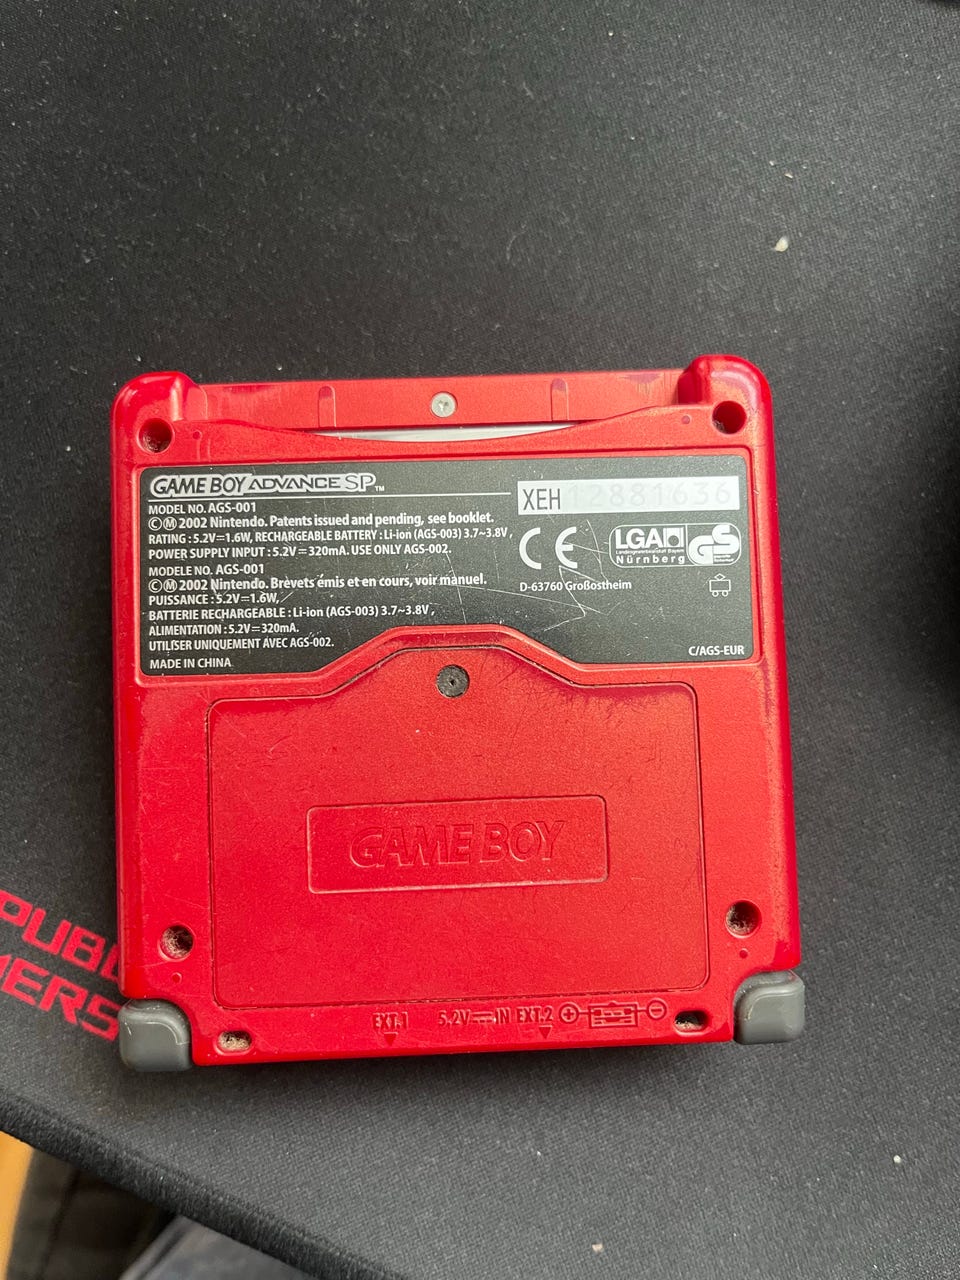 GAME BOY ADVANCE SP™
MODEL NO. AGS-001
©Ⓜ 2002 Nintendo. Patents issued and pending, see booklet.
RATING : 5.2V⎓1.6W, RECHARGEABLE BATTERY : Li-ion (AGS-003) 3.7~3.8V,
POWER SUPPLY INPUT : 5.2V⎓320mA. USE ONLY AGS-002.
MODELE NO. AGS-001
©Ⓜ 2002 Nintendo. Brevets émis et en cours, voir manuel.
PUISSANCE : 5.2V⎓1.6W,
BATTERIE RECHARGEABLE : Li-ion (AGS-003) 3.7~3.8V,
ALIMENTATION : 5.2V⎓320mA.
UTILISER UNIQUEMENT AVEC AGS-002.
MADE IN CHINA
XEH12881636
CE
LGA
Landesgewerbeanstalt Bayern
Nürnberg
GS
D-63760 Großostheim
C/AGS-EUR
GAME BOY
EXT.1 5.2V⎓IN EXT.2